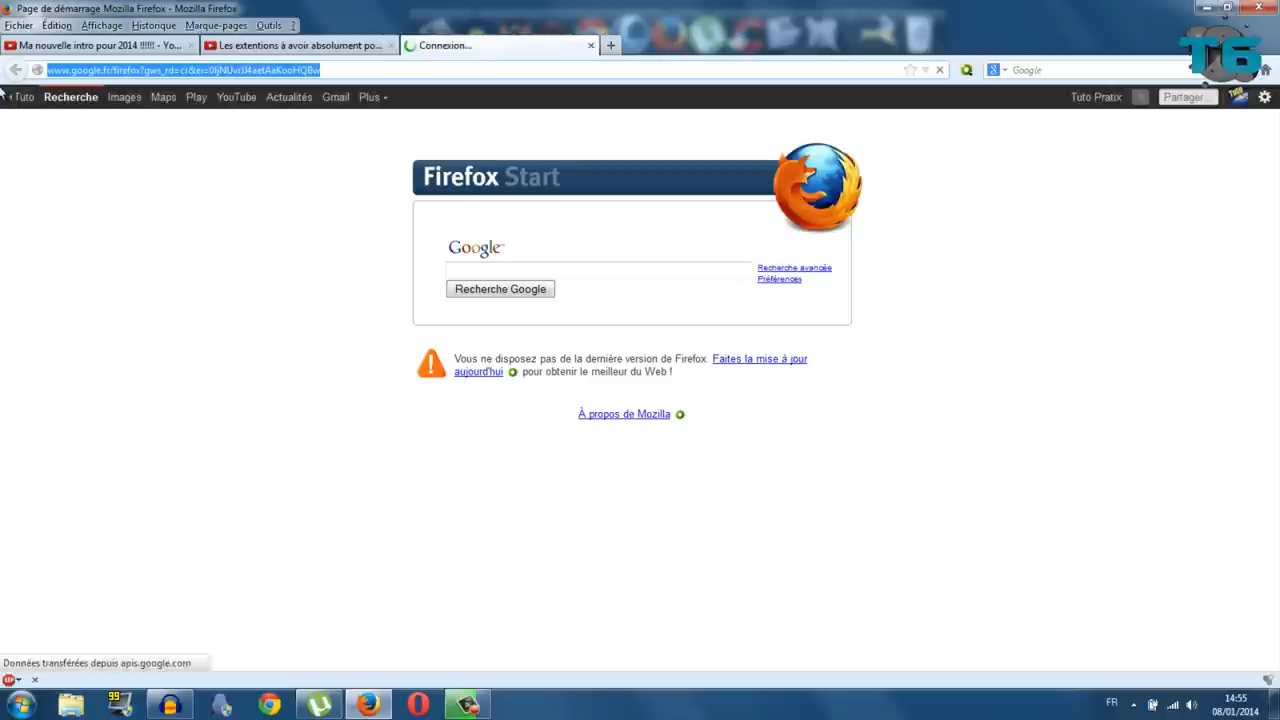 Page de démarrage Mozilla Firefox - Mozilla Firefox
Fichier Édition Affichage Historique Marque-pages Outils ?
Ma nouvelle intro pour 2014 !!!!!! - Yo... Les extentions à avoir absolument po... Connexion...
Google
Tuto Recherche Images Maps Play YouTube Actualités Gmail Plus Tuto Pratix Partager...
T6
Firefox Start
Google
Recherche avancée
Préférences
Recherche Google
Vous ne disposez pas de la dernière version de Firefox. Faites la mise à jour
aujourd'hui pour obtenir le meilleur du Web !
À propos de Mozilla
Données transférées depuis apis.google.com
99
FR 14:55
08/01/2014